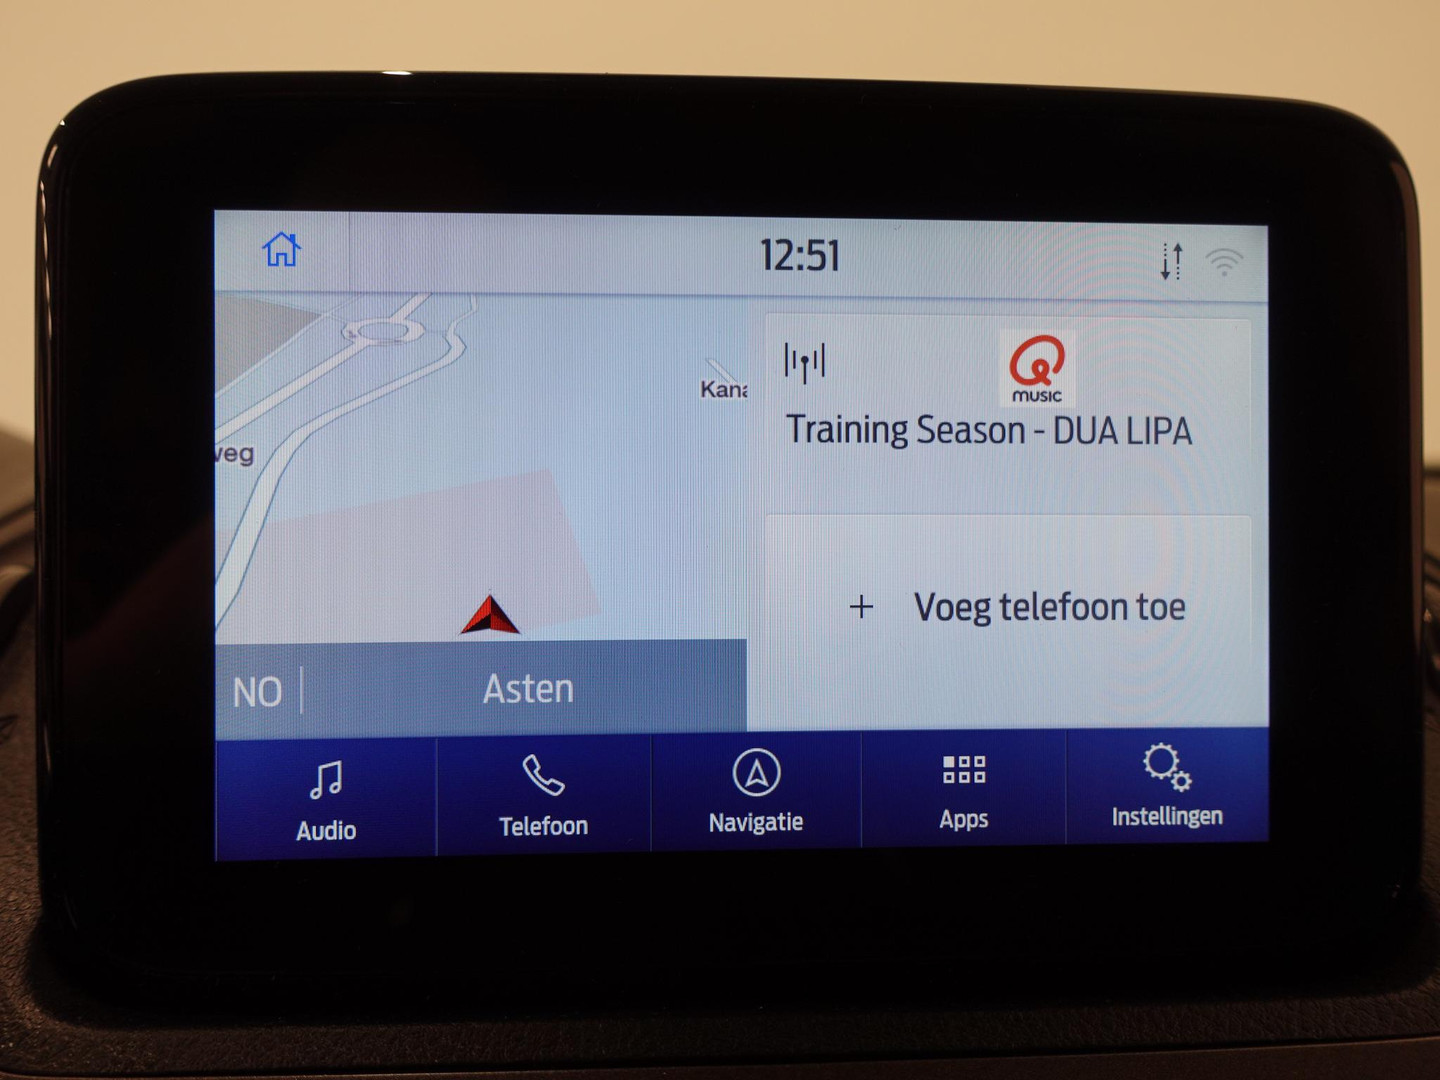 12:51
Kana
veg
Q
music
Training Season - DUA LIPA
+ Voeg telefoon toe
NO
Asten
Audio
Telefoon
Navigatie
Apps
Instellingen